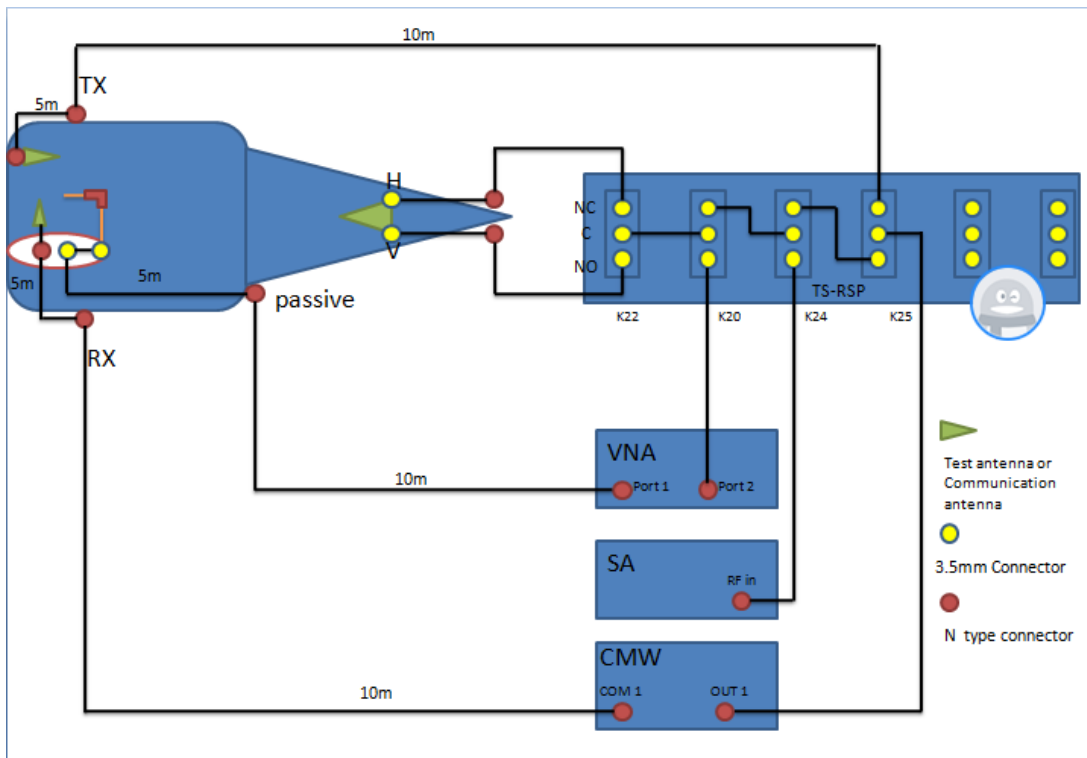 10m
TX
5m
H
NC
C
V
NO
5m
5m
passive
TS-RSP
K22
K20
K24
K25
RX
VNA
Port 1
Port 2
10m
Test antenna or
Communication
antenna
SA
RF in
3.5mm Connector
N type connector
CMW
COM 1
OUT 1
10m